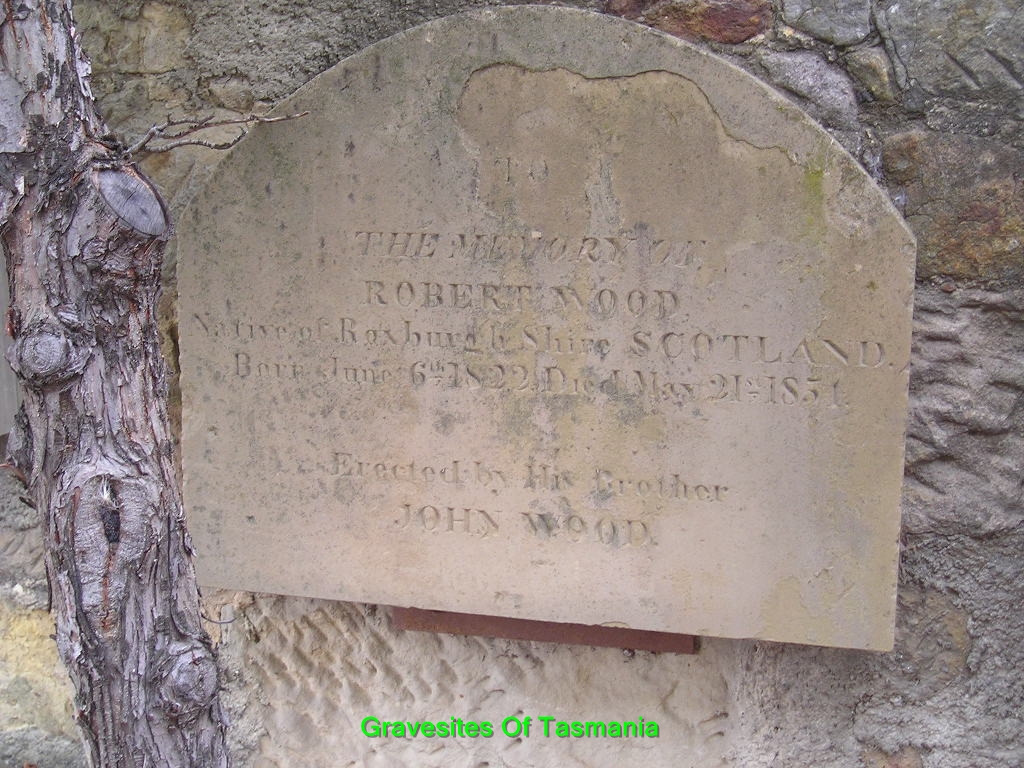 TO
THE MEMORY OF
ROBERT WOOD
Native of Roxburgh Shire SCOTLAND.
Born June 6th 1822, Died May 21st 1854.
Erected by His Brother
JOHN WOOD.
Gravesites Of Tasmania